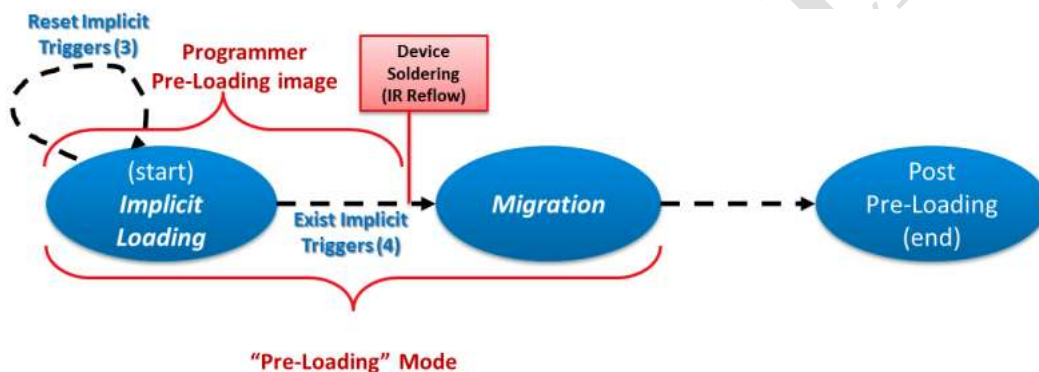 Reset Implicit
Triggers (3)
Programmer
Pre-Loading image
Device
Soldering
(IR Reflow)
(start)
Implicit
Loading
Exist Implicit
Triggers (4)
Migration
Post
Pre-Loading
(end)
“Pre-Loading” Mode